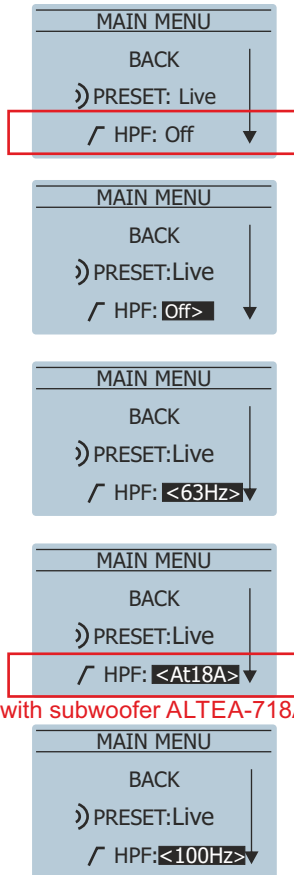 MAIN MENU
BACK
PRESET: Live
HPF: Off
MAIN MENU
BACK
PRESET:Live
HPF: Off>
MAIN MENU
BACK
PRESET:Live
HPF: <63Hz>
MAIN MENU
BACK
PRESET:Live
HPF: <At18A>
with subwoofer ALTEA-718A
MAIN MENU
BACK
PRESET:Live
HPF:<100Hz>